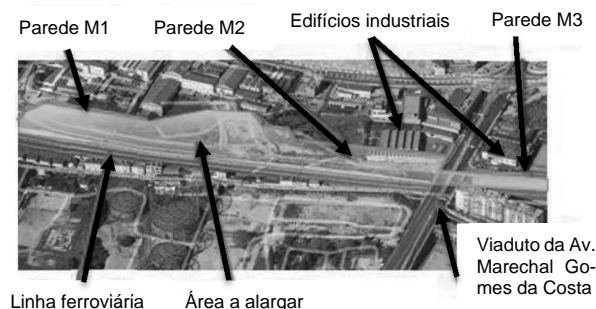 Parede M1
Parede M2
Edifícios industriais
Parede M3
Viaduto da Av.
Marechal Go-
mes da Costa
Linha ferroviária
Área a alargar